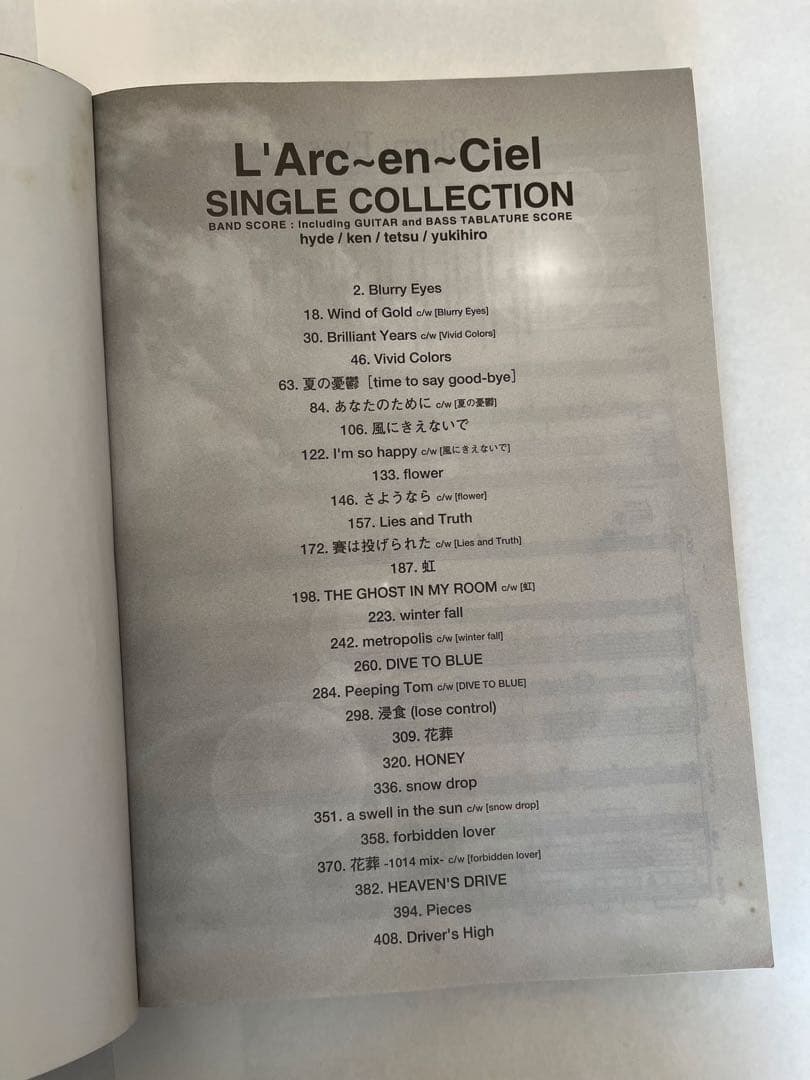 L'Arc~en~Ciel
SINGLE COLLECTION
BAND SCORE : Including GUITAR and BASS TABLATURE SCORE
hyde / ken / tetsu / yukihiro
2. Blurry Eyes
18. Wind of Gold c/w [Blurry Eyes]
30. Brilliant Years c/w [Vivid Colors]
46. Vivid Colors
63. 夏の憂鬱［time to say good-bye］
84. あなたのために c/w [夏の憂鬱]
106. 風にきえないで
122. I'm so happy c/w [風にきえないで]
133. flower
146. さようなら c/w [flower]
157. Lies and Truth
172. 賽は投げられた c/w [Lies and Truth]
187. 虹
198. THE GHOST IN MY ROOM c/w [虹]
223. winter fall
242. metropolis c/w [winter fall]
260. DIVE TO BLUE
284. Peeping Tom c/w [DIVE TO BLUE]
298. 浸食 (lose control)
309. 花葬
320. HONEY
336. snow drop
351. a swell in the sun c/w [snow drop]
358. forbidden lover
370. 花葬 -1014 mix- c/w [forbidden lover]
382. HEAVEN'S DRIVE
394. Pieces
408. Driver's High